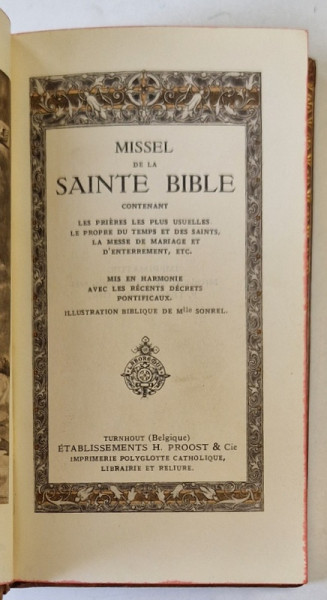 MISSEL
DE LA
SAINTE BIBLE
CONTENANT
LES PRIÈRES LES PLUS USUELLES
LE PROPRE DU TEMPS ET DES SAINTS,
LA MESSE DE MARIAGE ET
D'ENTERREMENT, ETC.
MIS EN HARMONIE
AVEC LES RÉCENTS DÉCRETS
PONTIFICAUX.
ILLUSTRATION BIBLIQUE DE Mlle SONREL.
TURNHOUT (Belgique)
ÉTABLISSEMENTS H. PROOST & Cie
IMPRIMERIE POLYGLOTTE CATHOLIQUE,
LIBRAIRIE ET RELIURE.